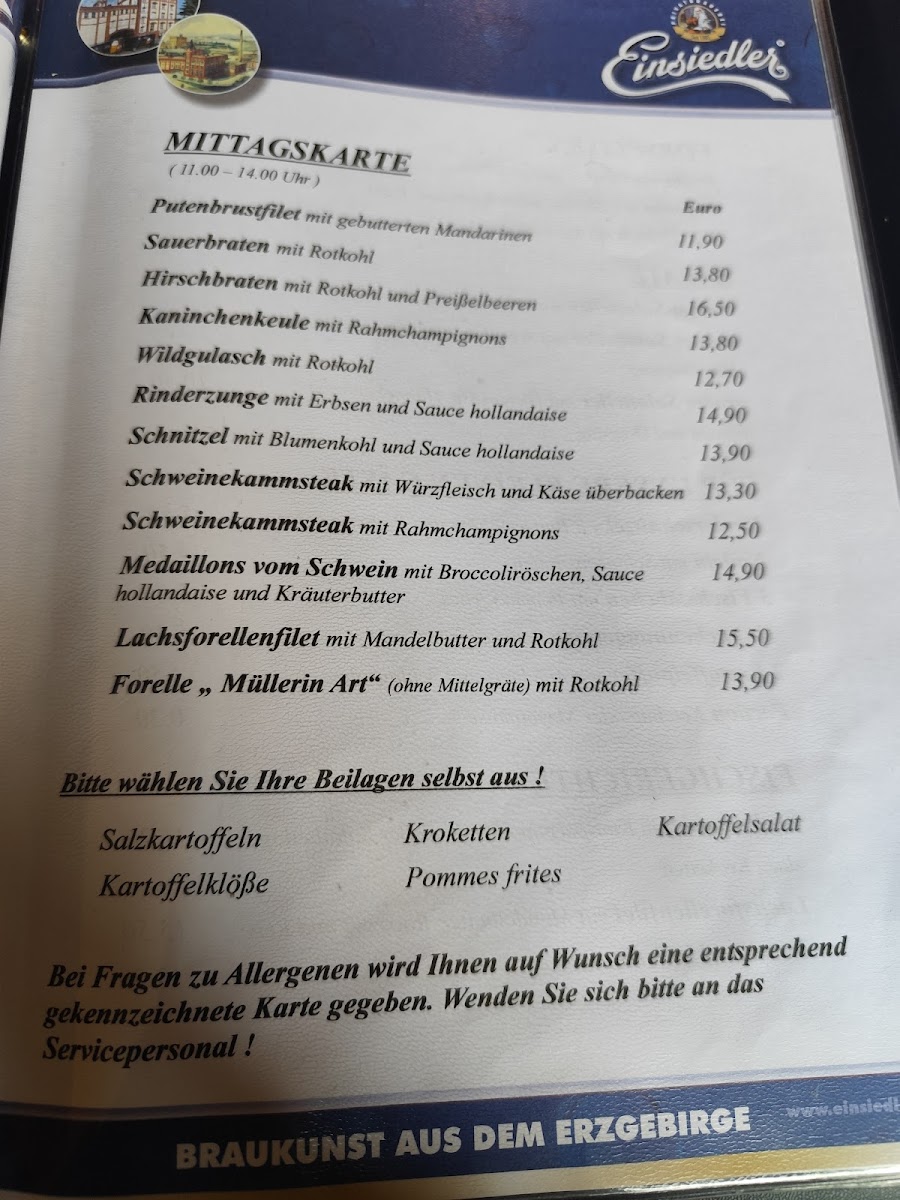 Einsiedler
MITTAGSKARTE
( 11.00 – 14.00 Uhr )
Euro
Putenbrustfilet mit gebutterten Mandarinen 11,90
Sauerbraten mit Rotkohl 13,80
Hirschbraten mit Rotkohl und Preißelbeeren 16,50
Kaninchenkeule mit Rahmchampignons 13,80
Wildgulasch mit Rotkohl 12,70
Rinderzunge mit Erbsen und Sauce hollandaise 14,90
Schnitzel mit Blumenkohl und Sauce hollandaise 13,90
Schweinekammsteak mit Würzfleisch und Käse überbacken 13,30
Schweinekammsteak mit Rahmchampignons 12,50
Medaillons vom Schwein mit Broccoliröschen, Sauce 14,90
hollandaise und Kräuterbutter
Lachsforellenfilet mit Mandelbutter und Rotkohl 15,50
Forelle „ Müllerin Art“ (ohne Mittelgräte) mit Rotkohl 13,90
Bitte wählen Sie Ihre Beilagen selbst aus !
Salzkartoffeln Kroketten Kartoffelsalat
Kartoffelklöße Pommes frites
Bei Fragen zu Allergenen wird Ihnen auf Wunsch eine entsprechend
gekennzeichnete Karte gegeben. Wenden Sie sich bitte an das
Servicepersonal !
www.einsiedl
BRAUKUNST AUS DEM ERZGEBIRGE